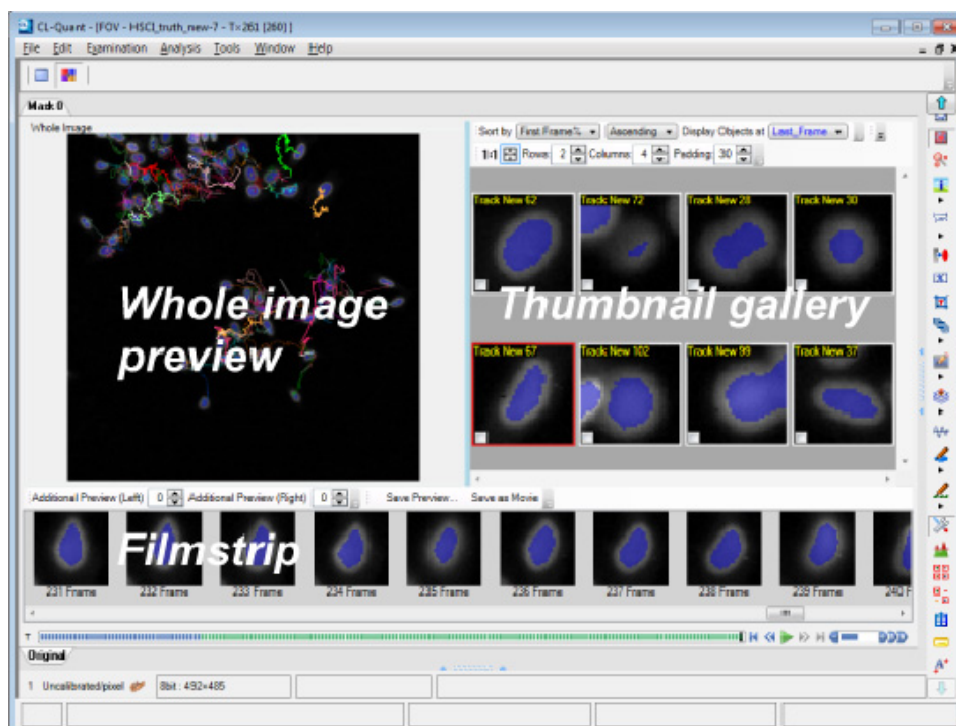 CL-Quant - [FOV - HSCI_truth_mew-7 - T=261 [260]]
File Edit Examination Analysis Tools Window Help
Mask 0
Whole Image
Sort by First Frame% Ascending Display Objects at Last_Frame
1:1 Rows: 2 Columns: 4 Padding: 30
Track New 62 Track New 72 Track New 28 Track New 30
Whole image preview
Thumbnail gallery
Track New 67 Track New 102 Track New 99 Track New 37
Additional Preview (Left) 0 Additional Preview (Right) 0 Save Preview... Save as Movie
Filmstrip
231 Frame 232 Frame 233 Frame 234 Frame 235 Frame 236 Frame 237 Frame 238 Frame 239 Frame 240 F
T
Original
1 Uncalibrated/pixel 8bit : 492×485